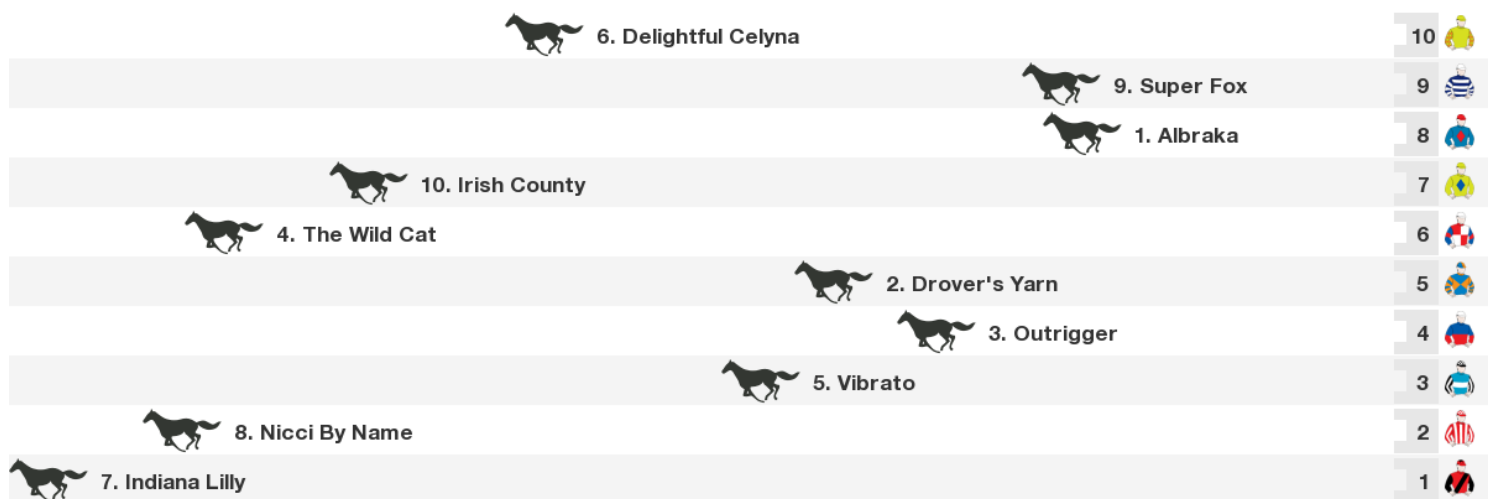 6. Delightful Celyna 10
9. Super Fox 9
1. Albraka 8
10. Irish County 7
4. The Wild Cat 6
2. Drover's Yarn 5
3. Outrigger 4
5. Vibrato 3
8. Nicci By Name 2
7. Indiana Lilly 1